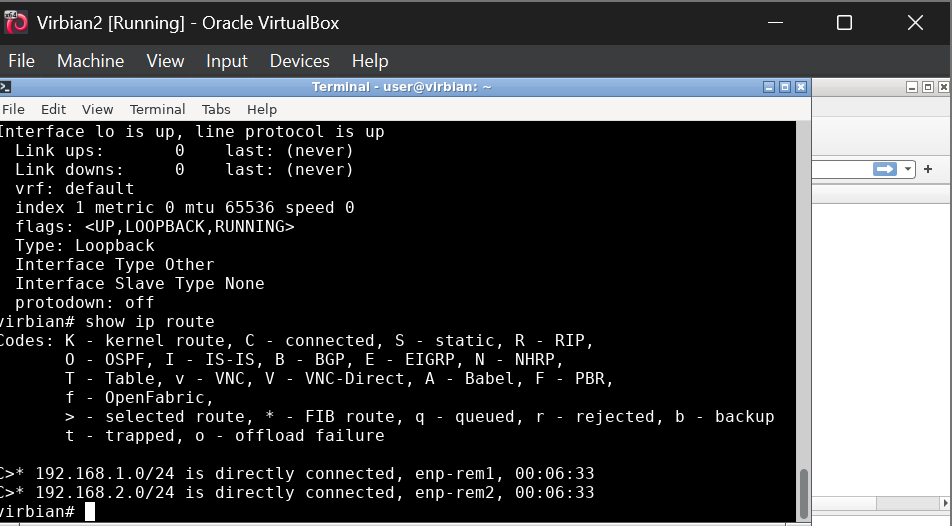 Virbian2 [Running] - Oracle VirtualBox
File Machine View Input Devices Help
Terminal - user@virbian: ~
File Edit View Terminal Tabs Help
Interface lo is up, line protocol is up
  Link ups:       0    last: (never)
  Link downs:     0    last: (never)
  vrf: default
  index 1 metric 0 mtu 65536 speed 0
  flags: <UP,LOOPBACK,RUNNING>
  Type: Loopback
  Interface Type Other
  Interface Slave Type None
  protodown: off
virbian# show ip route
Codes: K - kernel route, C - connected, S - static, R - RIP,
       O - OSPF, I - IS-IS, B - BGP, E - EIGRP, N - NHRP,
       T - Table, v - VNC, V - VNC-Direct, A - Babel, F - PBR,
       f - OpenFabric,
       > - selected route, * - FIB route, q - queued, r - rejected, b - backup
       t - trapped, o - offload failure
C>* 192.168.1.0/24 is directly connected, enp-rem1, 00:06:33
C>* 192.168.2.0/24 is directly connected, enp-rem2, 00:06:33
virbian#